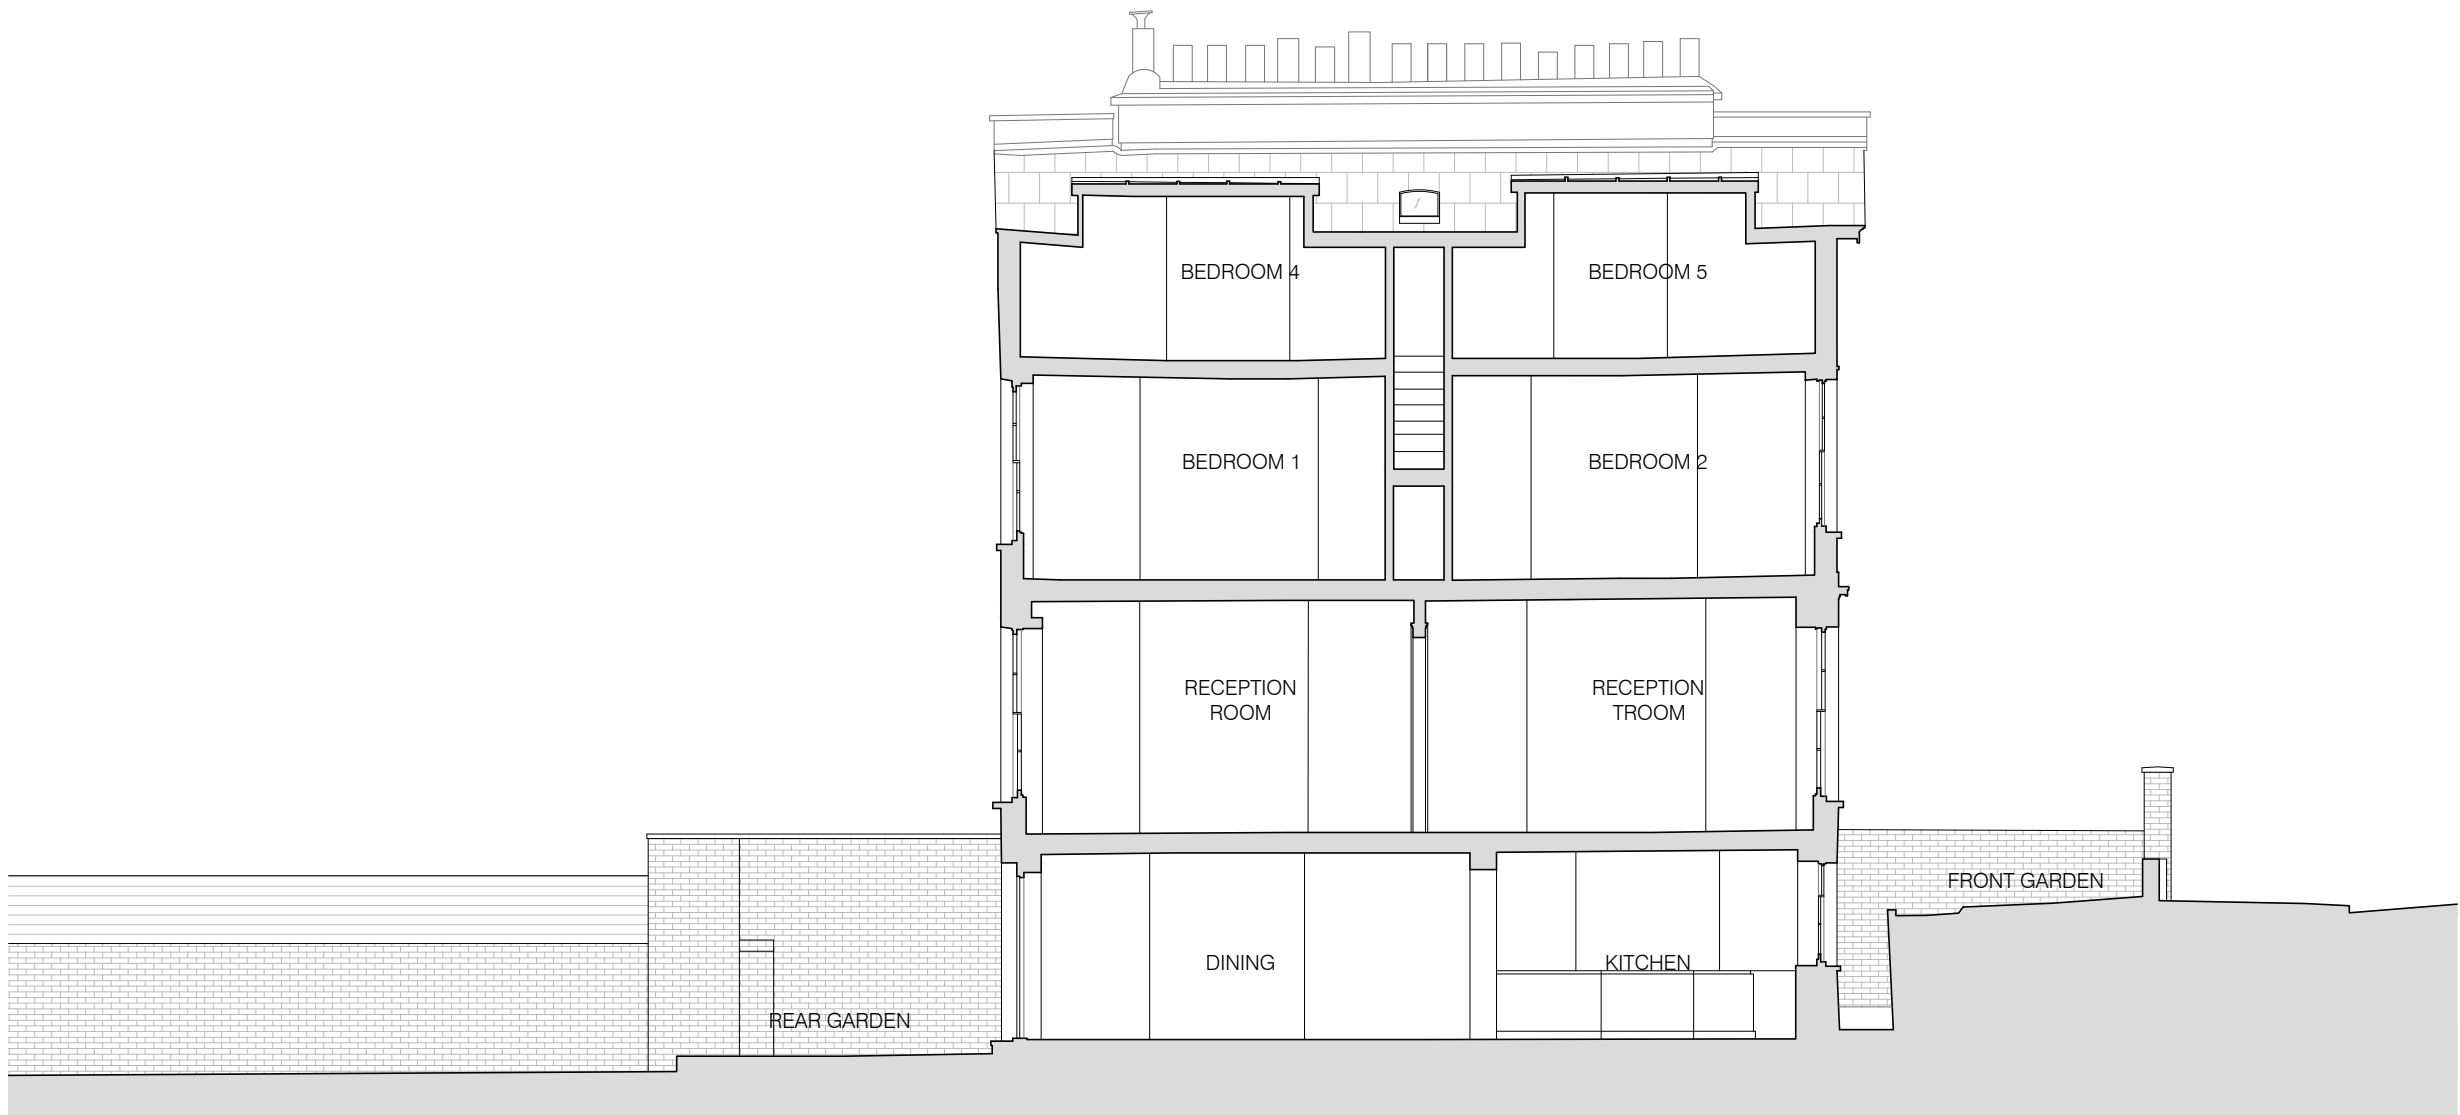 BEDROOM 4
BEDROOM 5
BEDROOM 1
BEDROOM 2
RECEPTION
ROOM
RECEPTION
TROOM
FRONT GARDEN
DINING
KITCHEN
REAR GARDEN